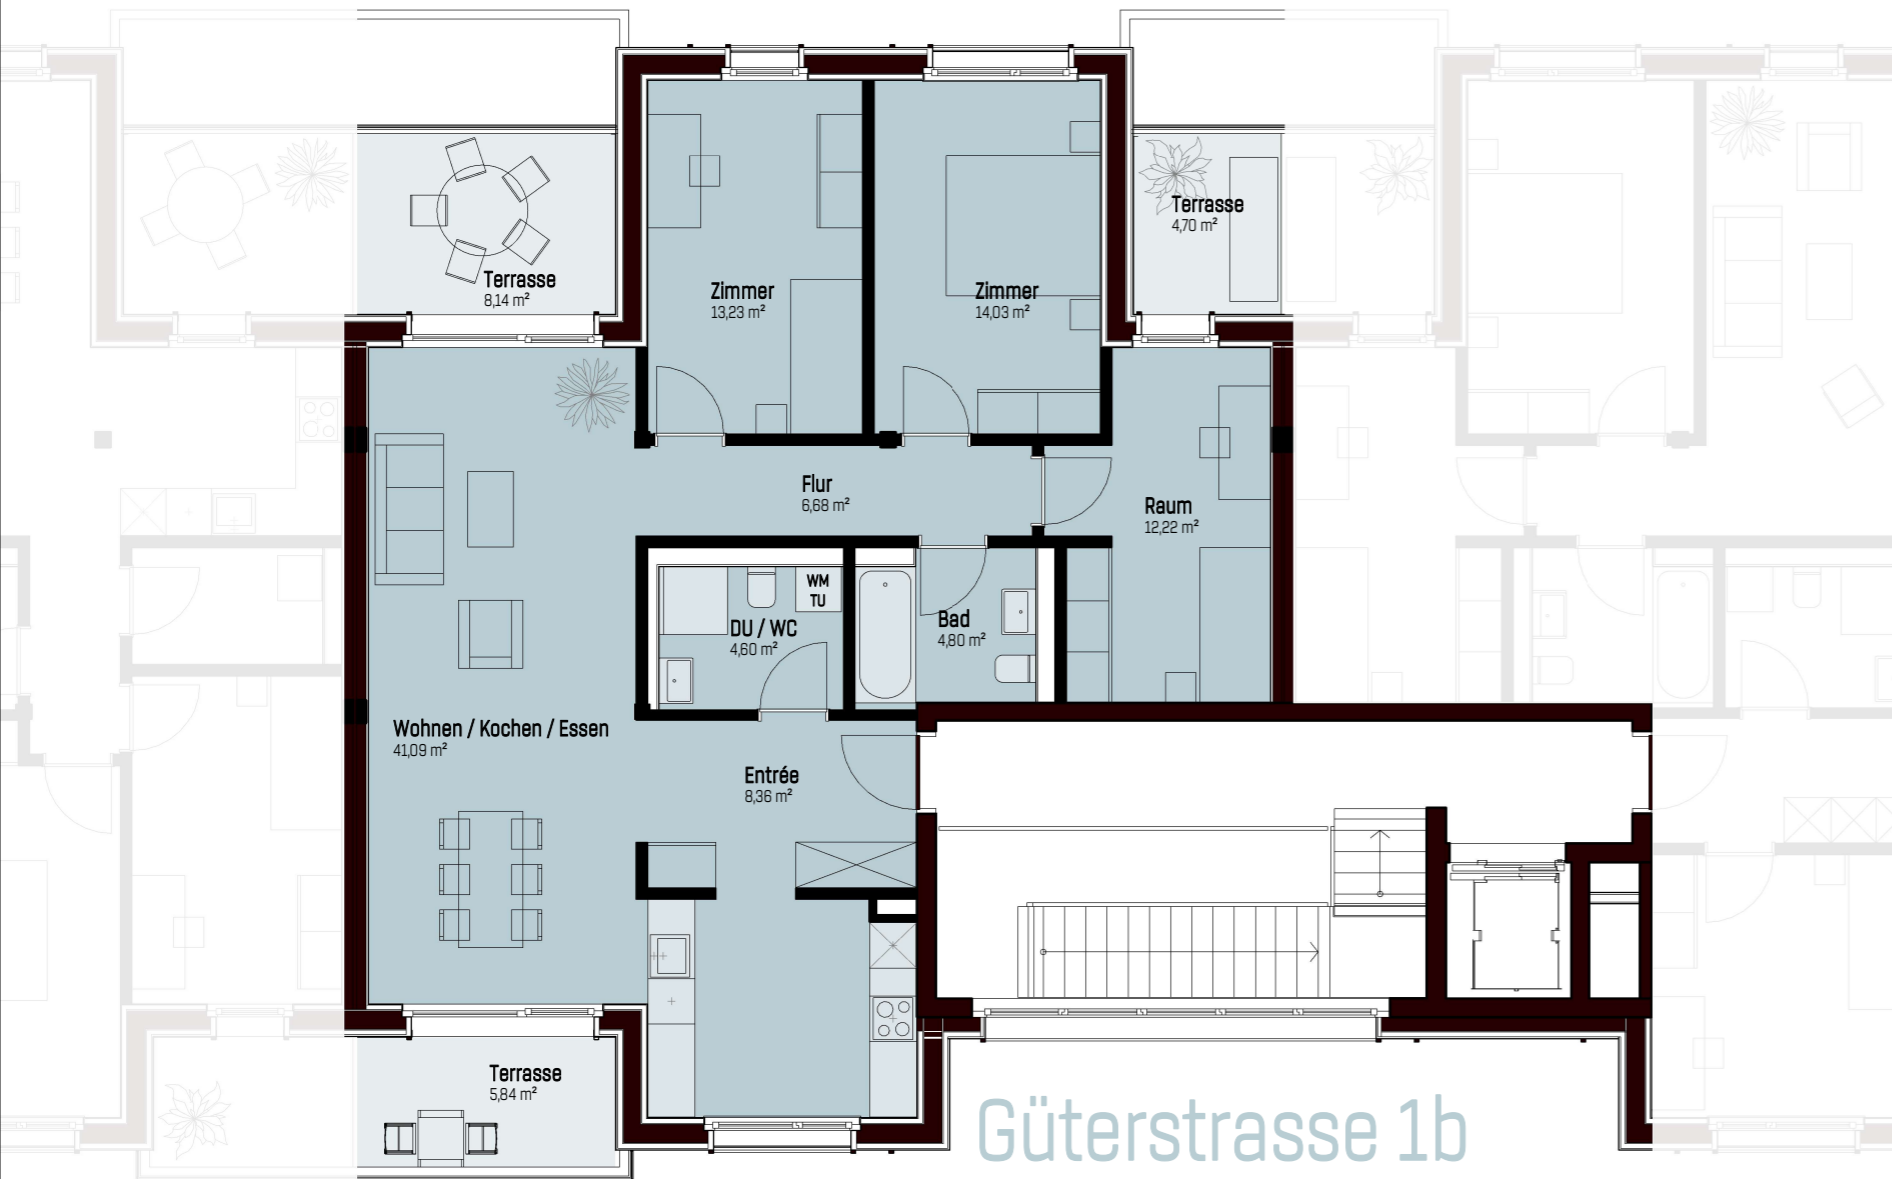 Terrasse
8,14 m²
Zimmer
13,23 m²
Zimmer
14,03 m²
Terrasse
4,70 m²
Flur
6,68 m²
Raum
12,22 m²
WM
TU
DU / WC
4,60 m²
Bad
4,80 m²
Wohnen / Kochen / Essen
41,09 m²
Entrée
8,36 m²
Terrasse
5,84 m²
Güterstrasse 1b